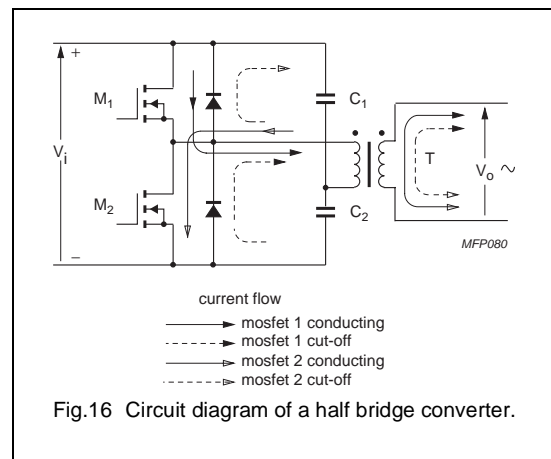 +
M1
C1
Vi
T
Vo ~
M2
C2
−
MFP080
current flow
mosfet 1 conducting
mosfet 1 cut-off
mosfet 2 conducting
mosfet 2 cut-off
Fig.16 Circuit diagram of a half bridge converter.